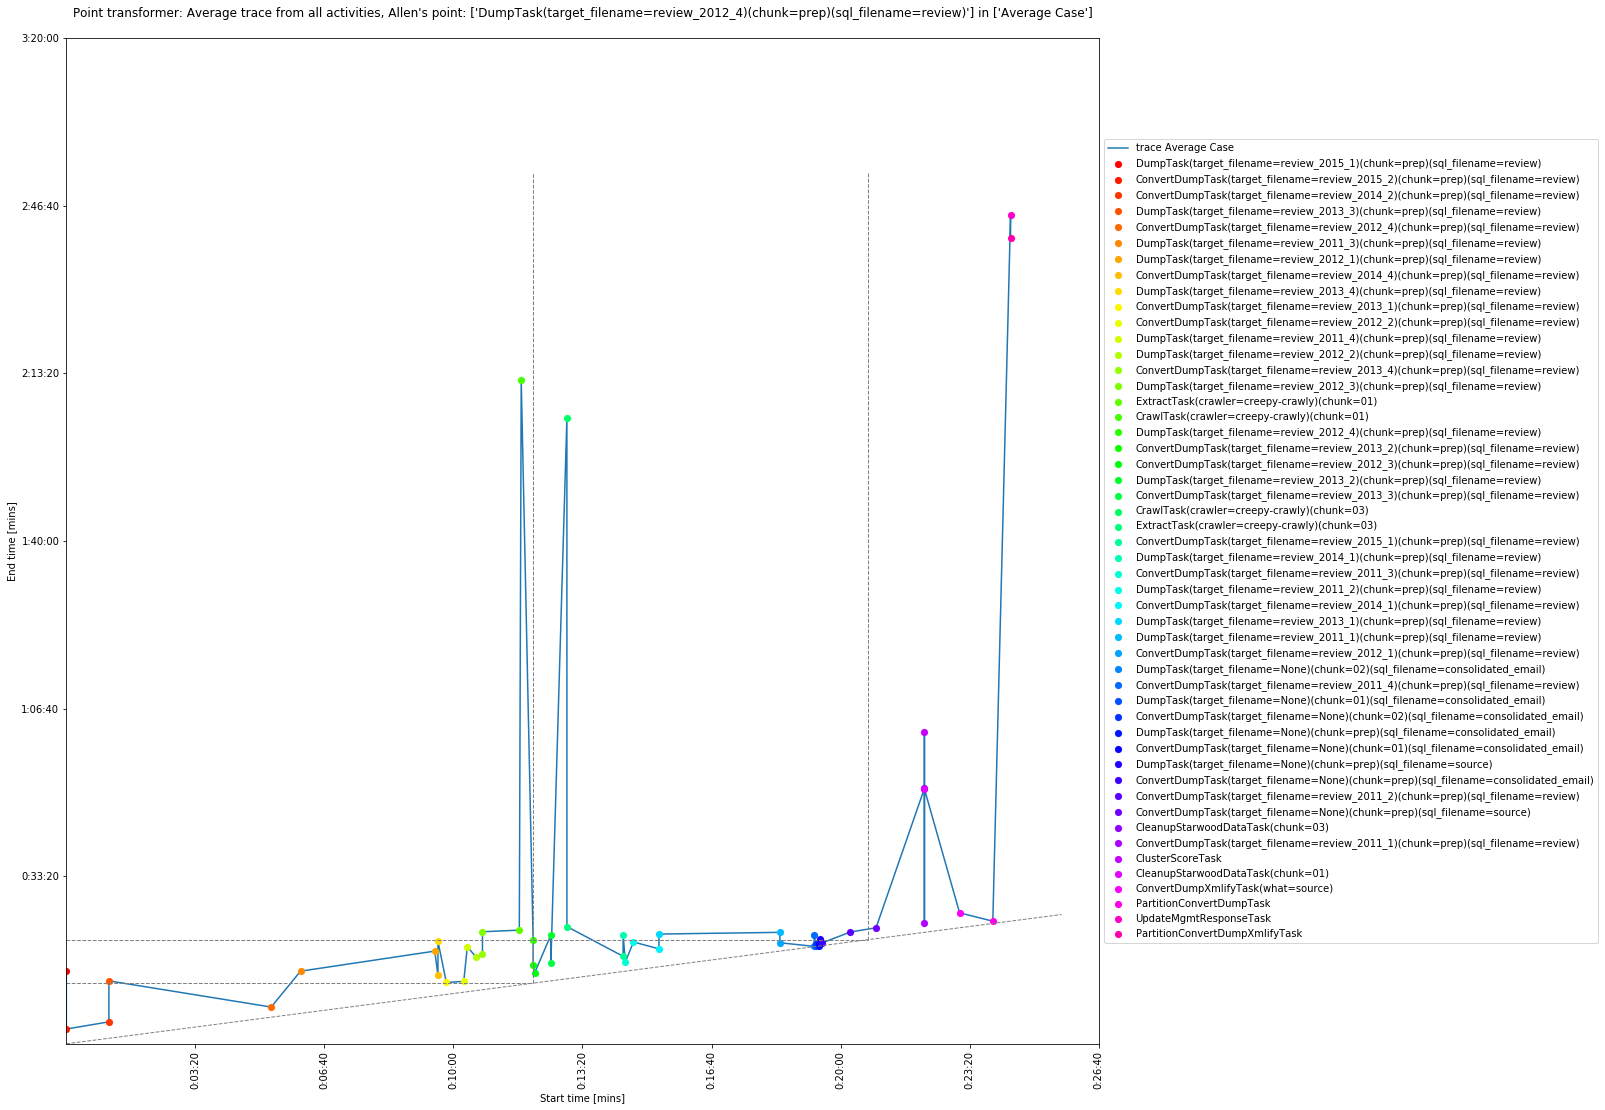 Point transformer: Average trace from all activities, Allen's point: ['DumpTask(target_filename=review_2012_4)(chunk=prep)(sql_filename=review)'] in ['Average Case']
3:20:00
2:46:40
2:13:20
1:40:00
1:06:40
0:33:20
End time [mins]
0:03:20
0:06:40
0:10:00
0:13:20
0:16:40
0:20:00
0:23:20
0:26:40
Start time [mins]
trace Average Case
DumpTask(target_filename=review_2015_1)(chunk=prep)(sql_filename=review)
ConvertDumpTask(target_filename=review_2015_2)(chunk=prep)(sql_filename=review)
ConvertDumpTask(target_filename=review_2014_2)(chunk=prep)(sql_filename=review)
DumpTask(target_filename=review_2013_3)(chunk=prep)(sql_filename=review)
ConvertDumpTask(target_filename=review_2012_4)(chunk=prep)(sql_filename=review)
DumpTask(target_filename=review_2011_3)(chunk=prep)(sql_filename=review)
DumpTask(target_filename=review_2012_1)(chunk=prep)(sql_filename=review)
ConvertDumpTask(target_filename=review_2014_4)(chunk=prep)(sql_filename=review)
DumpTask(target_filename=review_2013_4)(chunk=prep)(sql_filename=review)
ConvertDumpTask(target_filename=review_2013_1)(chunk=prep)(sql_filename=review)
ConvertDumpTask(target_filename=review_2012_2)(chunk=prep)(sql_filename=review)
DumpTask(target_filename=review_2011_4)(chunk=prep)(sql_filename=review)
DumpTask(target_filename=review_2012_2)(chunk=prep)(sql_filename=review)
ConvertDumpTask(target_filename=review_2013_4)(chunk=prep)(sql_filename=review)
DumpTask(target_filename=review_2012_3)(chunk=prep)(sql_filename=review)
ExtractTask(crawler=creepy-crawly)(chunk=01)
CrawlTask(crawler=creepy-crawly)(chunk=01)
DumpTask(target_filename=review_2012_4)(chunk=prep)(sql_filename=review)
ConvertDumpTask(target_filename=review_2013_2)(chunk=prep)(sql_filename=review)
ConvertDumpTask(target_filename=review_2012_3)(chunk=prep)(sql_filename=review)
DumpTask(target_filename=review_2013_2)(chunk=prep)(sql_filename=review)
ConvertDumpTask(target_filename=review_2013_3)(chunk=prep)(sql_filename=review)
CrawlTask(crawler=creepy-crawly)(chunk=03)
ExtractTask(crawler=creepy-crawly)(chunk=03)
ConvertDumpTask(target_filename=review_2015_1)(chunk=prep)(sql_filename=review)
DumpTask(target_filename=review_2014_1)(chunk=prep)(sql_filename=review)
ConvertDumpTask(target_filename=review_2011_3)(chunk=prep)(sql_filename=review)
DumpTask(target_filename=review_2011_2)(chunk=prep)(sql_filename=review)
ConvertDumpTask(target_filename=review_2014_1)(chunk=prep)(sql_filename=review)
DumpTask(target_filename=review_2013_1)(chunk=prep)(sql_filename=review)
DumpTask(target_filename=review_2011_1)(chunk=prep)(sql_filename=review)
ConvertDumpTask(target_filename=review_2012_1)(chunk=prep)(sql_filename=review)
DumpTask(target_filename=None)(chunk=02)(sql_filename=consolidated_email)
ConvertDumpTask(target_filename=review_2011_4)(chunk=prep)(sql_filename=review)
DumpTask(target_filename=None)(chunk=01)(sql_filename=consolidated_email)
ConvertDumpTask(target_filename=None)(chunk=02)(sql_filename=consolidated_email)
DumpTask(target_filename=None)(chunk=prep)(sql_filename=consolidated_email)
ConvertDumpTask(target_filename=None)(chunk=01)(sql_filename=consolidated_email)
DumpTask(target_filename=None)(chunk=prep)(sql_filename=source)
ConvertDumpTask(target_filename=None)(chunk=prep)(sql_filename=consolidated_email)
ConvertDumpTask(target_filename=review_2011_2)(chunk=prep)(sql_filename=review)
ConvertDumpTask(target_filename=None)(chunk=prep)(sql_filename=source)
CleanupStarwoodDataTask(chunk=03)
ConvertDumpTask(target_filename=review_2011_1)(chunk=prep)(sql_filename=review)
ClusterScoreTask
CleanupStarwoodDataTask(chunk=01)
ConvertDumpXmlifyTask(what=source)
PartitionConvertDumpTask
UpdateMgmtResponseTask
PartitionConvertDumpXmlifyTask